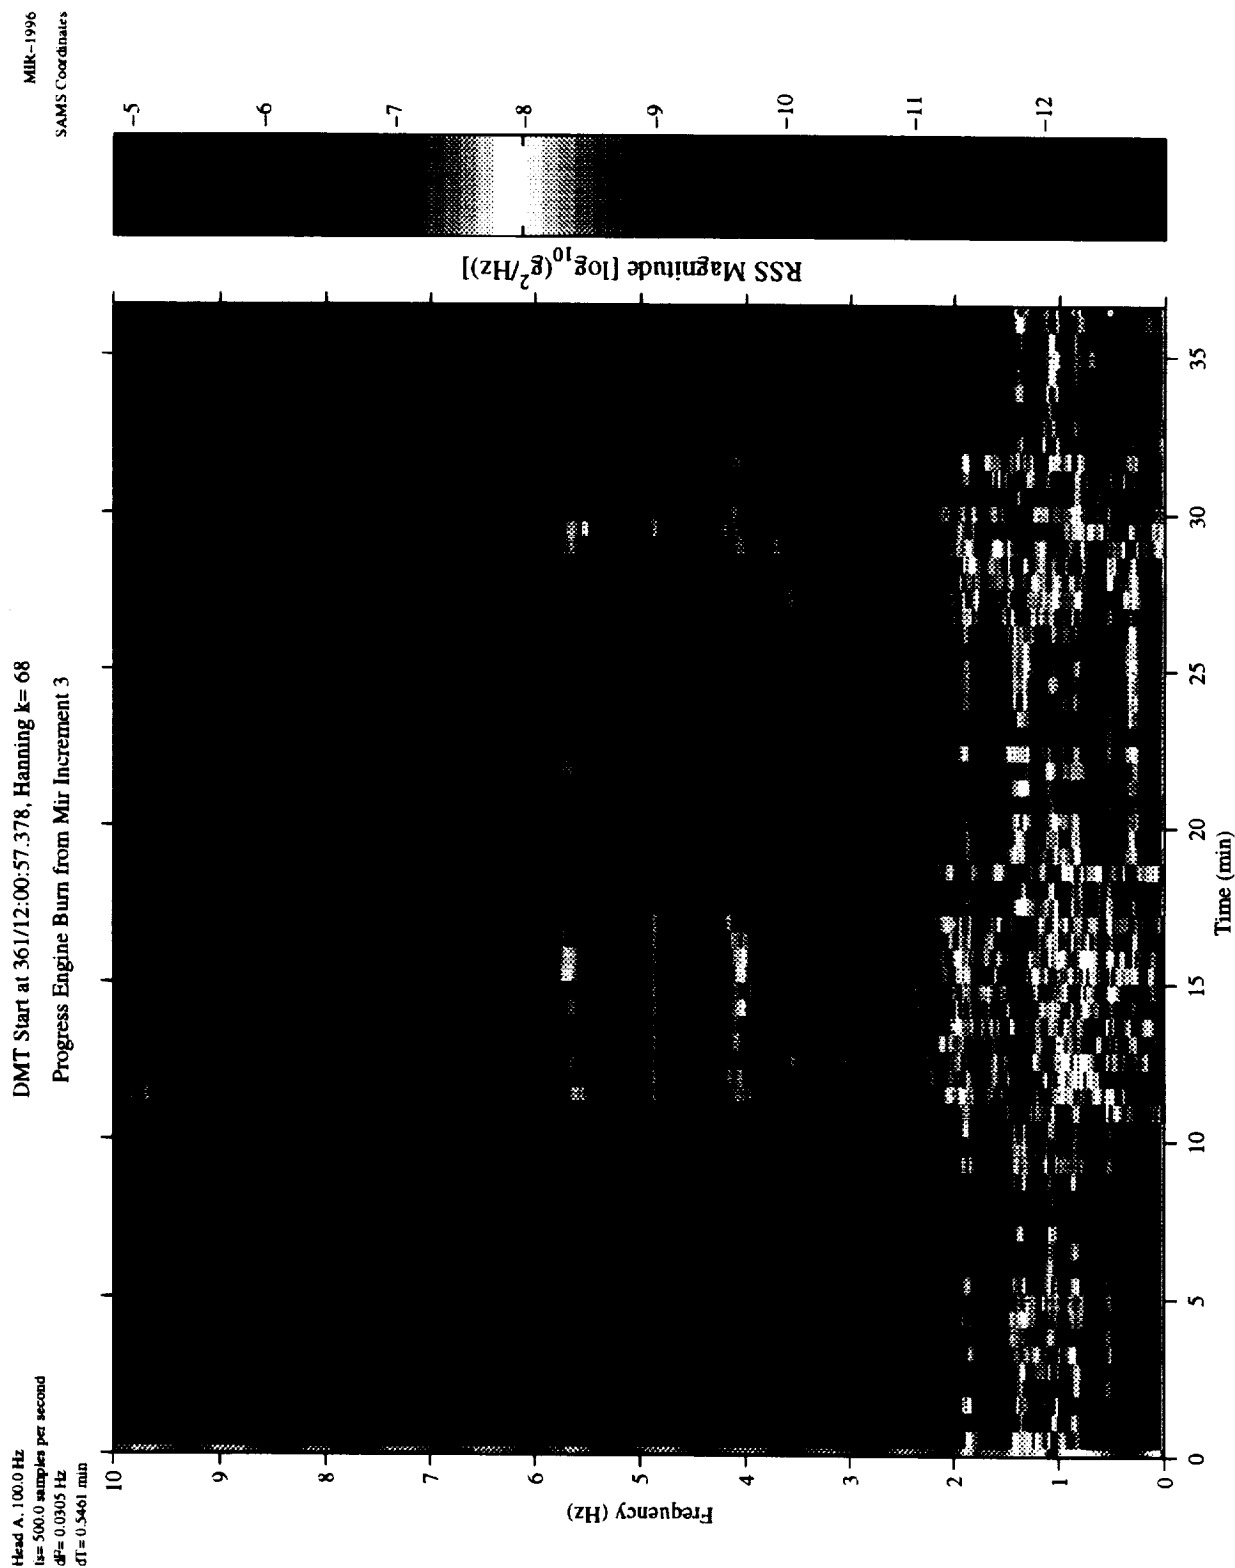 Head A, 100.0 Hz
fs= 500.0 samples per second
dF= 0.0305 Hz
dT= 0.5461 min
DMT Start at 361/12:00:57.378, Hanning k= 68
Progress Engine Burn from Mir Increment 3
MIR-1996
SAMS Coordinates
Frequency (Hz)
10
9
8
7
6
5
4
3
2
1
0
0
5
10
15
20
25
30
35
Time (min)
RSS Magnitude [log10(g²/Hz)]
-5
-6
-7
-8
-9
-10
-11
-12